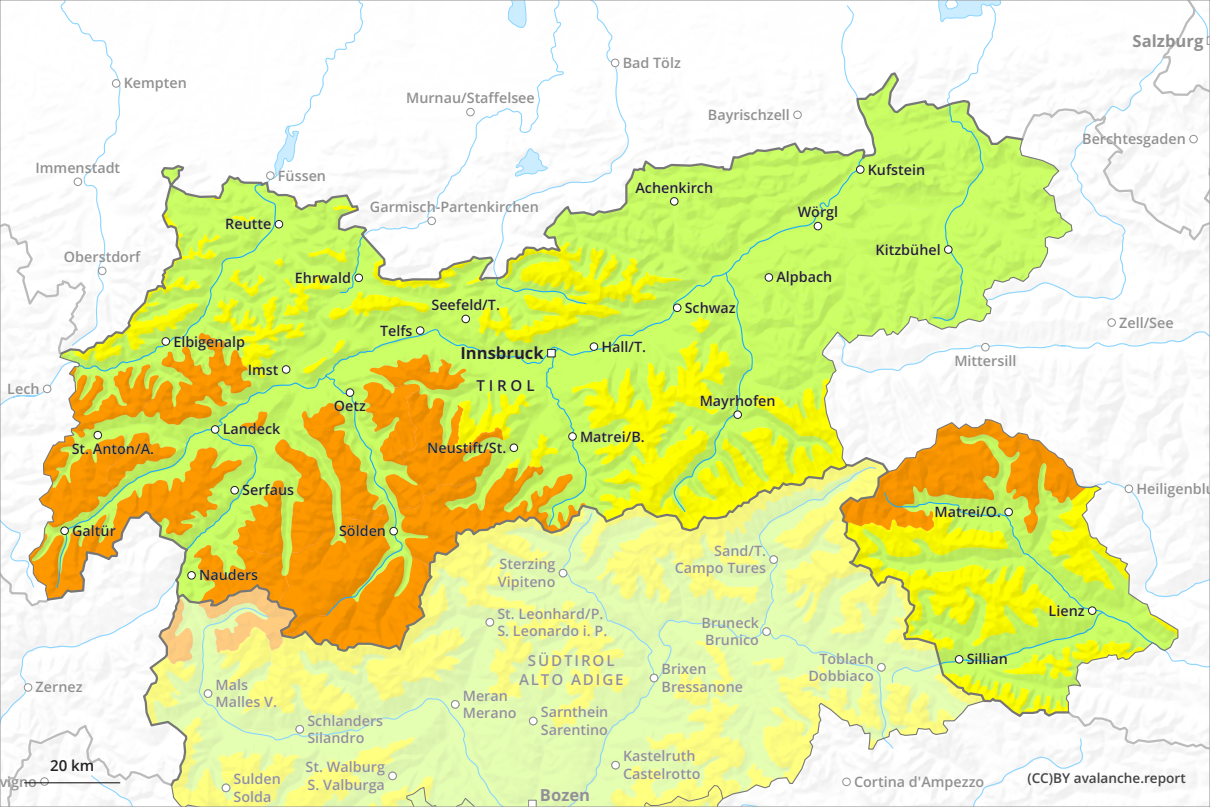 Salzburg
Bad Tölz
Kempten
Murnau/Staffelsee
Bayrischzell
Berchtesgaden
Immenstadt
Füssen
Kufstein
Achenkirch
Garmisch-Partenkirchen
Wörgl
Reutte
Kitzbühel
Oberstdorf
Ehrwald
Alpbach
Seefeld/T.
Schwaz
Zell/See
Telfs
Elbigenalp
Hall/T.
Innsbruck
Mittersill
Imst
TIROL
Lech
Oetz
Mayrhofen
Landeck
Matrei/B.
St. Anton/A.
Neustift/St.
Serfaus
Heiligenblu
Matrei/O.
Galtür
Sölden
Sand/T.
Campo Tures
Sterzing
Vipiteno
Nauders
Lienz
St. Leonhard/P.
S. Leonardo i. P.
Bruneck
Brunico
SÜDTIROL
ALTO ADIGE
Toblach
Dobbiaco
Sillian
Brixen
Bressanone
Zernez
Mals
Malles V.
Meran
Merano
Sarnthein
Sarentino
Schlanders
Silandro
Kastelruth
Castelrotto
St. Walburg
S. Valburga
20 km
vigno
Sulden
Solda
Cortina d'Ampezzo
(CC)BY avalanche.report
Bozen